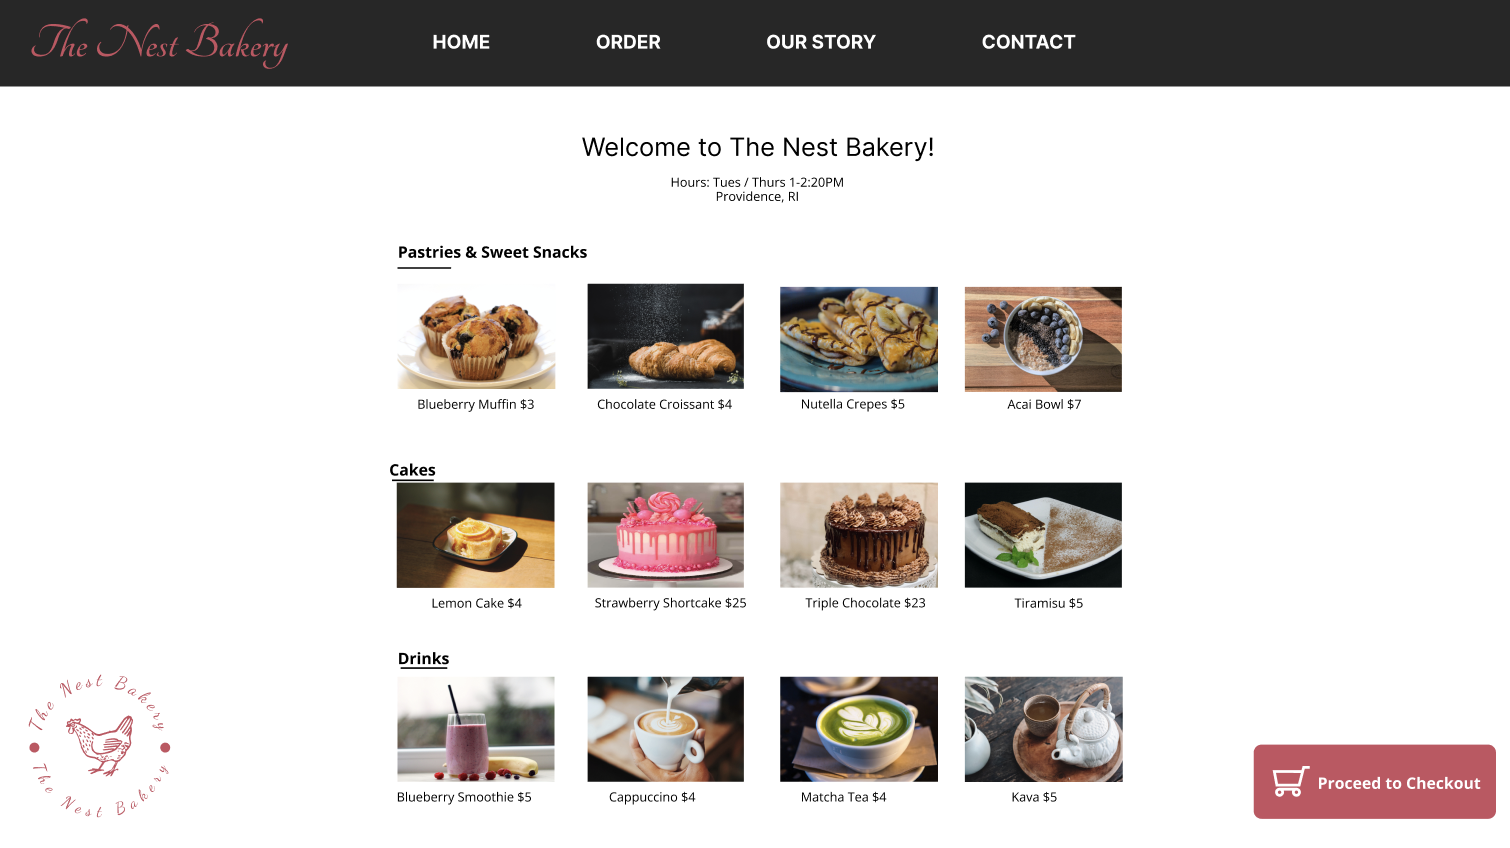 The Nest Bakery
HOME
ORDER
OUR STORY
CONTACT
Welcome to The Nest Bakery!
Hours: Tues / Thurs 1-2:20PM
Providence, RI
Pastries & Sweet Snacks
Blueberry Muffin $3
Chocolate Croissant $4
Nutella Crepes $5
Acai Bowl $7
Cakes
Lemon Cake $4
Strawberry Shortcake $25
Triple Chocolate $23
Tiramisu $5
Drinks
Blueberry Smoothie $5
Cappuccino $4
Matcha Tea $4
Kava $5
The Nest Bakery
The Nest Bakery
Proceed to Checkout